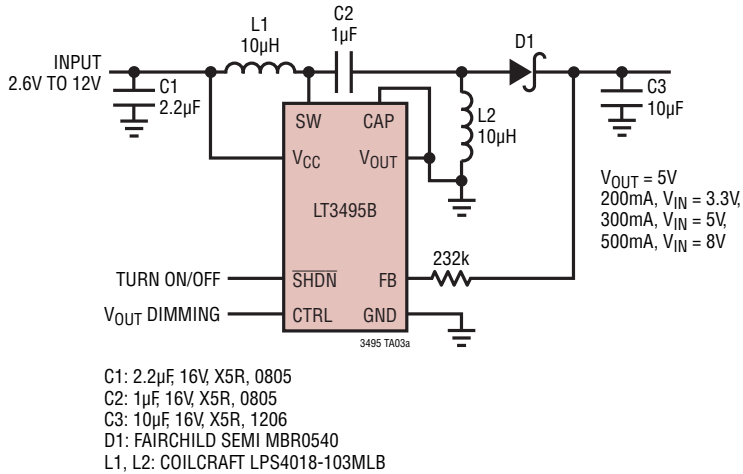 INPUT
2.6V TO 12V
C1
2.2µF
L1
10µH
C2
1µF
D1
L2
10µH
C3
10µF
SW
CAP
VCC
VOUT
LT3495B
SHDN
FB
CTRL
GND
232k
TURN ON/OFF
VOUT DIMMING
VOUT = 5V
200mA, VIN = 3.3V,
300mA, VIN = 5V,
500mA, VIN = 8V
3495 TA03a
C1: 2.2µF, 16V, X5R, 0805
C2: 1µF, 16V, X5R, 0805
C3: 10µF, 16V, X5R, 1206
D1: FAIRCHILD SEMI MBR0540
L1, L2: COILCRAFT LPS4018-103MLB